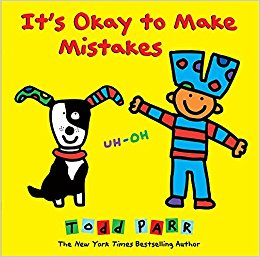 It's Okay to Make
Mistakes
UH-OH
TODD PARR
The New York Times Bestselling Author